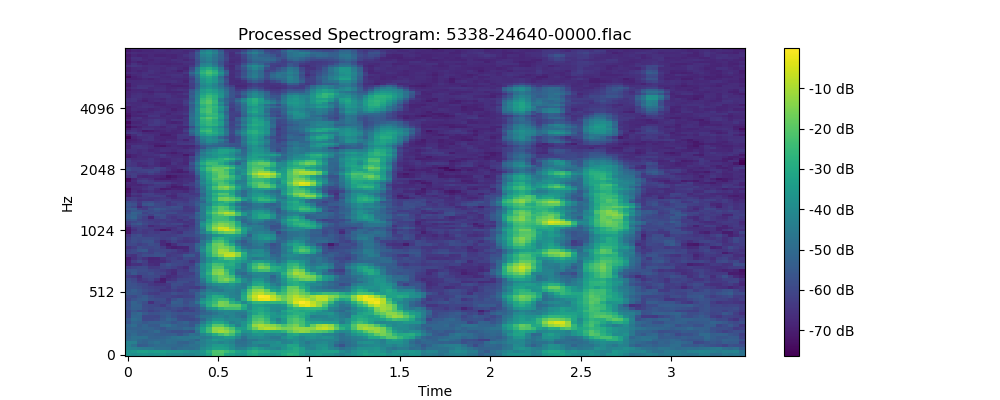 Processed Spectrogram: 5338-24640-0000.flac
Hz
4096
2048
1024
512
0
0 0.5 1 1.5 2 2.5 3
Time
-10 dB
-20 dB
-30 dB
-40 dB
-50 dB
-60 dB
-70 dB